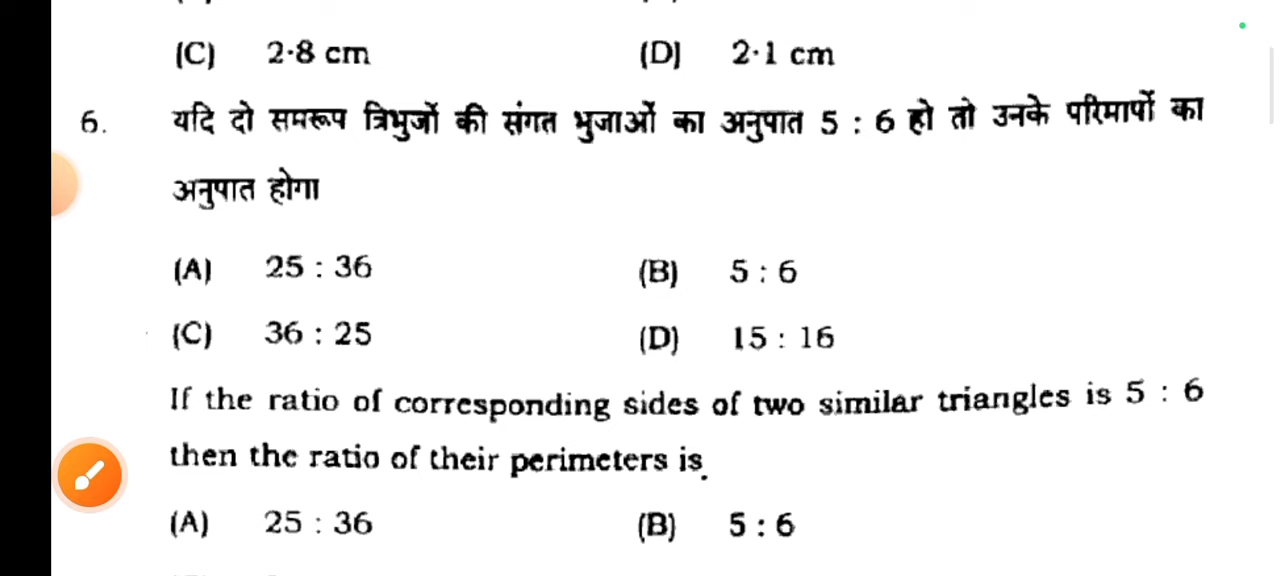 (C) 2·8 cm (D) 2·1 cm
6. यदि दो समरूप त्रिभुजों की संगत भुजाओं का अनुपात 5 : 6 हो तो उनके परिमापों का
अनुपात होगा
(A) 25 : 36 (B) 5 : 6
(C) 36 : 25 (D) 15 : 16
If the ratio of corresponding sides of two similar triangles is 5 : 6
then the ratio of their perimeters is.
(A) 25 : 36 (B) 5 : 6